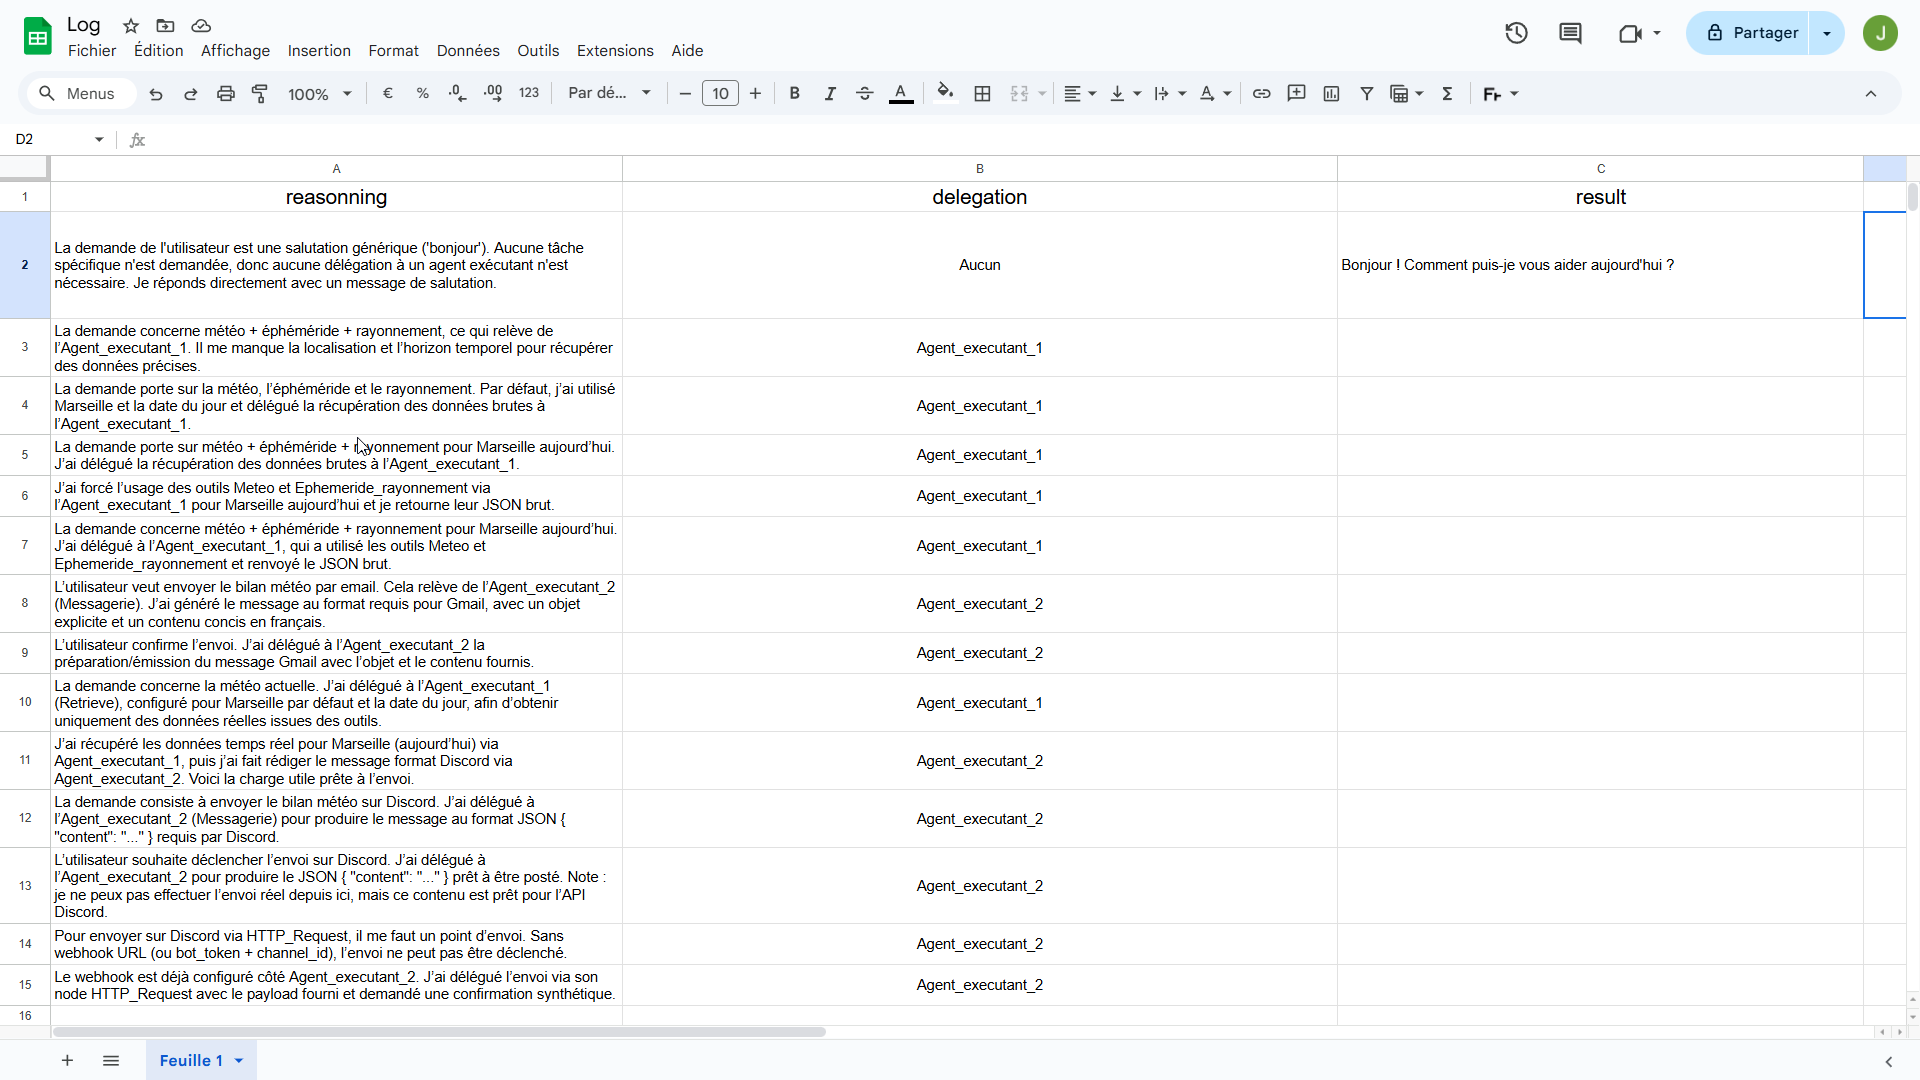 Log
Fichier Édition Affichage Insertion Format Données Outils Extensions Aide
Partager
J
Menus 100% € % .0 .00 123 Par dé... 10 B I S A Σ Fr
D2 fx
A B C
1 reasonning delegation result
2
La demande de l'utilisateur est une salutation générique ('bonjour'). Aucune tâche
spécifique n'est demandée, donc aucune délégation à un agent exécutant n'est
nécessaire. Je réponds directement avec un message de salutation.
Aucun
Bonjour ! Comment puis-je vous aider aujourd'hui ?
3
La demande concerne météo + éphéméride + rayonnement, ce qui relève de
l’Agent_executant_1. Il me manque la localisation et l’horizon temporel pour récupérer
des données précises.
Agent_executant_1
4
La demande porte sur la météo, l’éphéméride et le rayonnement. Par défaut, j’ai utilisé
Marseille et la date du jour et délégué la récupération des données brutes à
l’Agent_executant_1.
Agent_executant_1
5
La demande porte sur météo + éphéméride + rayonnement pour Marseille aujourd’hui.
J’ai délégué la récupération des données brutes à l’Agent_executant_1.
Agent_executant_1
6
J’ai forcé l’usage des outils Meteo et Ephemeride_rayonnement via
l’Agent_executant_1 pour Marseille aujourd’hui et je retourne leur JSON brut.
Agent_executant_1
7
La demande concerne météo + éphéméride + rayonnement pour Marseille aujourd’hui.
J’ai délégué à l’Agent_executant_1, qui a utilisé les outils Meteo et
Ephemeride_rayonnement et renvoyé le JSON brut.
Agent_executant_1
8
L’utilisateur veut envoyer le bilan météo par email. Cela relève de l’Agent_executant_2
(Messagerie). J’ai généré le message au format requis pour Gmail, avec un objet
explicite et un contenu concis en français.
Agent_executant_2
9
L’utilisateur confirme l’envoi. J’ai délégué à l’Agent_executant_2 la
préparation/émission du message Gmail avec l’objet et le contenu fournis.
Agent_executant_2
10
La demande concerne la météo actuelle. J’ai délégué à l’Agent_executant_1
(Retrieve), configuré pour Marseille par défaut et la date du jour, afin d’obtenir
uniquement des données réelles issues des outils.
Agent_executant_1
11
J’ai récupéré les données temps réel pour Marseille (aujourd’hui) via
Agent_executant_1, puis j’ai fait rédiger le message format Discord via
Agent_executant_2. Voici la charge utile prête à l’envoi.
Agent_executant_2
12
La demande consiste à envoyer le bilan météo sur Discord. J’ai délégué à
l’Agent_executant_2 (Messagerie) pour produire le message au format JSON {
"content": "..." } requis par Discord.
Agent_executant_2
13
L’utilisateur souhaite déclencher l’envoi sur Discord. J’ai délégué à
l’Agent_executant_2 pour produire le JSON { "content": "..." } prêt à être posté. Note :
je ne peux pas effectuer l’envoi réel depuis ici, mais ce contenu est prêt pour l’API
Discord.
Agent_executant_2
14
Pour envoyer sur Discord via HTTP_Request, il me faut un point d’envoi. Sans
webhook URL (ou bot_token + channel_id), l’envoi ne peut pas être déclenché.
Agent_executant_2
15
Le webhook est déjà configuré côté Agent_executant_2. J’ai délégué l’envoi via son
node HTTP_Request avec le payload fourni et demandé une confirmation synthétique.
Agent_executant_2
16
Feuille 1